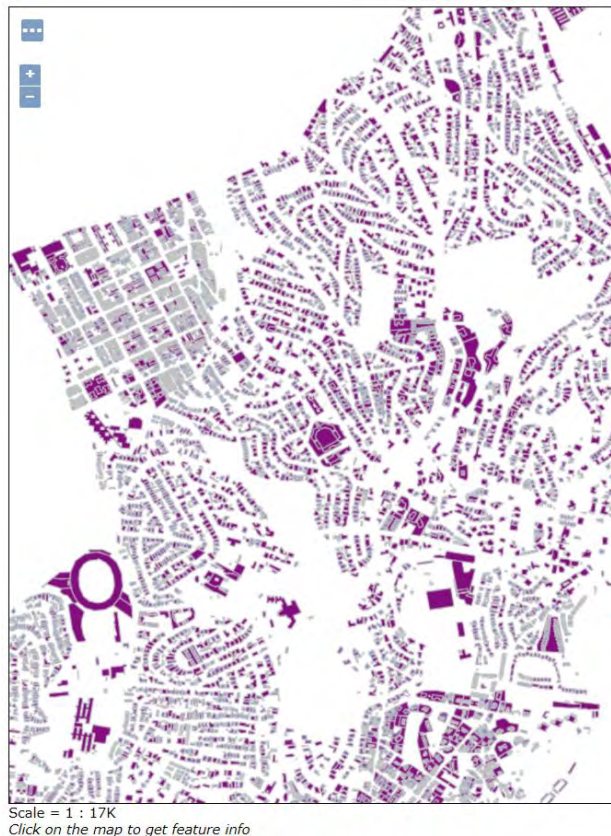 Scale = 1 : 17K
Click on the map to get feature info